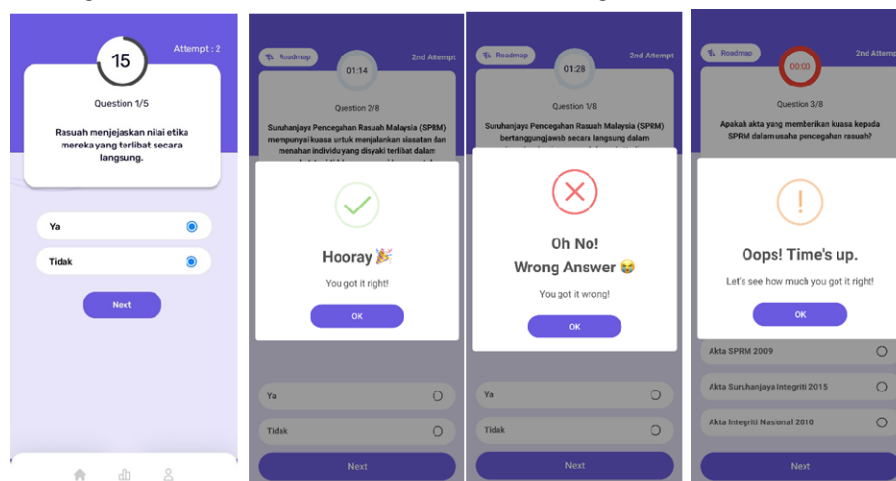 15
Attempt : 2
Question 1/5
Rasuah menjejaskan nilai etika
mereka yang terlibat secara
langsung.
Ya
Tidak
Next
Roadmap
01:14
2nd Attempt
Question 2/8
Suruhanjaya Pencegahan Rasuah Malaysia (SPRM)
mempunyai kuasa untuk menjalankan siasatan dan
menahan individu yang disyaki terlibat dalam
Hooray 🎉
You got it right!
OK
Ya
Tidak
Next
Roadmap
01:28
2nd Attempt
Question 1/8
Suruhanjaya Pencegahan Rasuah Malaysia (SPRM)
bertanggungjawab secara langsung dalam
Oh No!
Wrong Answer 😭
You got it wrong!
OK
Ya
Tidak
Next
Roadmap
00:00
2nd Attemp
Question 3/8
Apakah akta yang memberikan kuasa kepada
SPRM dalam usaha pencegahan rasuah?
Oops! Time's up.
Let's see how much you got it right!
OK
Akta SPRM 2009
Akta Suruhanjaya Integriti 2015
Akta Integriti Nasional 2010
Next